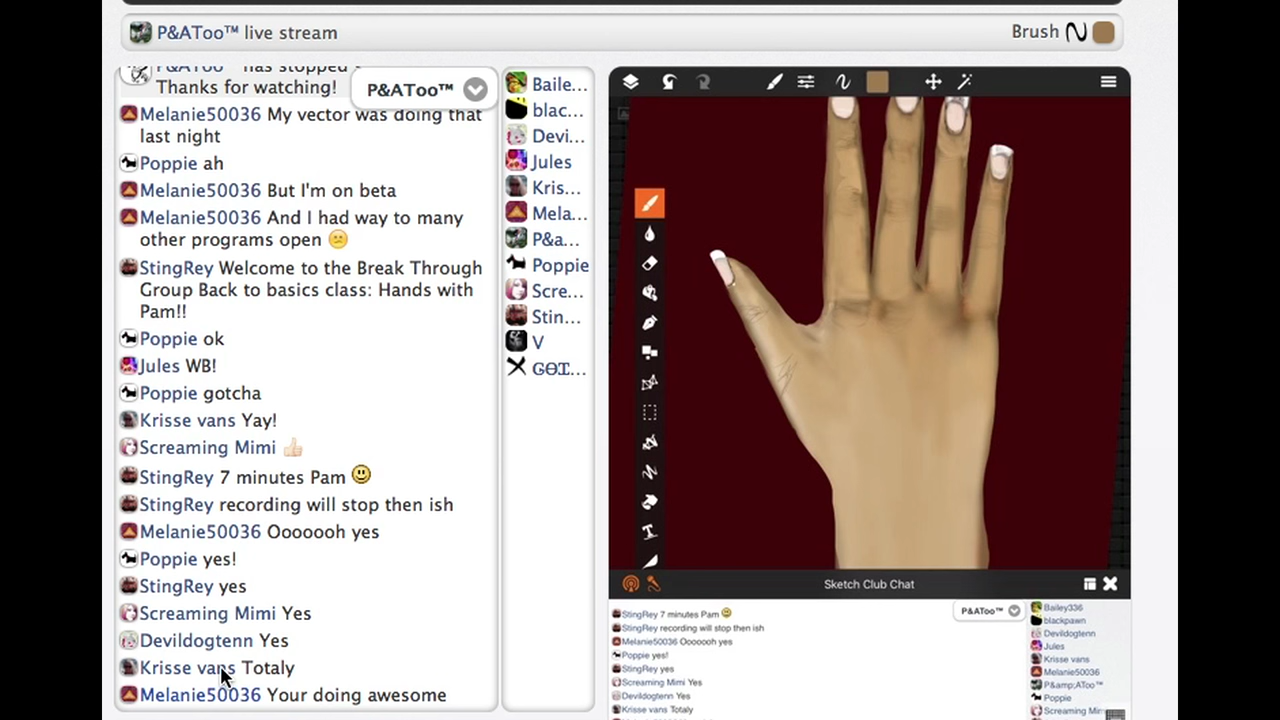 P&AToo™ live stream
Brush
P&AToo™ has stopped
Thanks for watching!
P&AToo™
Melanie50036 My vector was doing that
last night
Poppie ah
Melanie50036 But I'm on beta
Melanie50036 And I had way to many
other programs open
StingRey Welcome to the Break Through
Group Back to basics class: Hands with
Pam!!
Poppie ok
Jules WB!
Poppie gotcha
Krisse vans Yay!
Screaming Mimi
StingRey 7 minutes Pam
StingRey recording will stop then ish
Melanie50036 Ooooooh yes
Poppie yes!
StingRey yes
Screaming Mimi Yes
Devildogtenn Yes
Krisse vans Totaly
Melanie50036 Your doing awesome
Baile...
blac...
Devi...
Jules
Kris...
Mela...
P&a...
Poppie
Scre...
Stin...
V
Sketch Club Chat
StingRey 7 minutes Pam
StingRey recording will stop then ish
Melanie50036 Ooooooh yes
Poppie yes!
StingRey yes
Screaming Mimi Yes
Devildogtenn Yes
Krisse vans Totaly
P&AToo™
Bailey336
blackpawn
Devildogtenn
Jules
Krisse vans
Melanie50036
P&amp;AToo™
Poppie
Screaming Mim